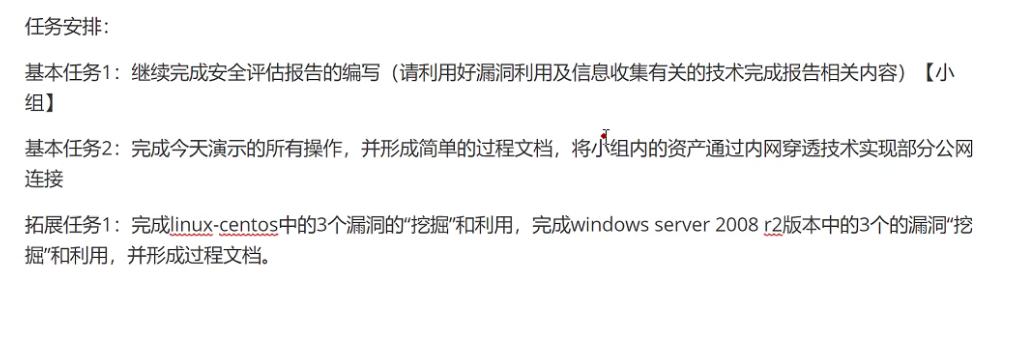 任务安排：
基本任务1：继续完成安全评估报告的编写（请利用好漏洞利用及信息收集有关的技术完成报告相关内容）【小
组】
基本任务2：完成今天演示的所有操作，并形成简单的过程文档，将小组内的资产通过内网穿透技术实现部分公网
连接
拓展任务1：完成linux-centos中的3个漏洞的“挖掘”和利用，完成windows server 2008 r2版本中的3个的漏洞“挖
掘”和利用，并形成过程文档。